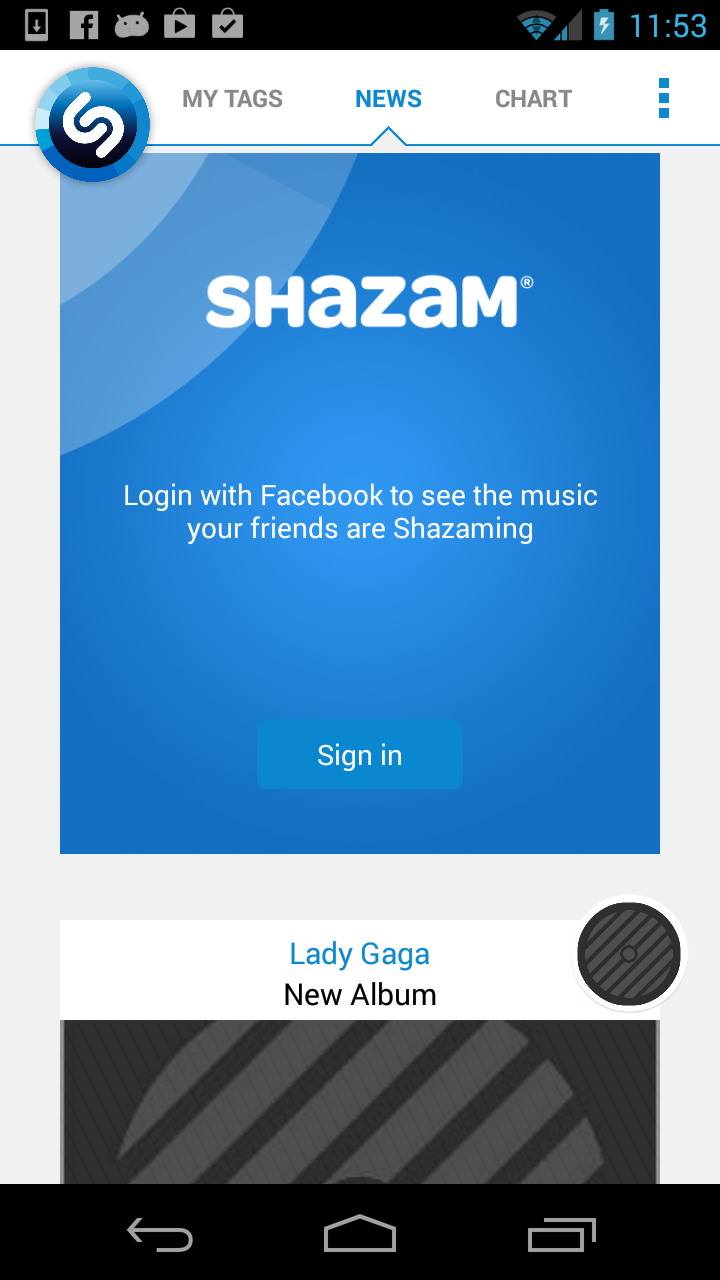 11:53
MY TAGS
NEWS
CHART
SHAZAM®
Login with Facebook to see the music
your friends are Shazaming
Sign in
Lady Gaga
New Album